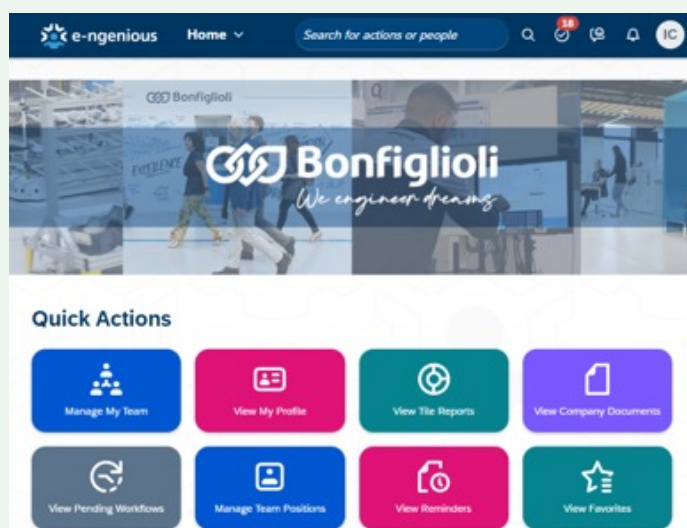 e-ngenious Home Search for actions or people 18 IC
Bonfiglioli
Bonfiglioli
We engineer dreams
Quick Actions
Manage My Team View My Profile View Tile Reports View Company Documents
View Pending Workflows Manage Team Positions View Reminders View Favorites